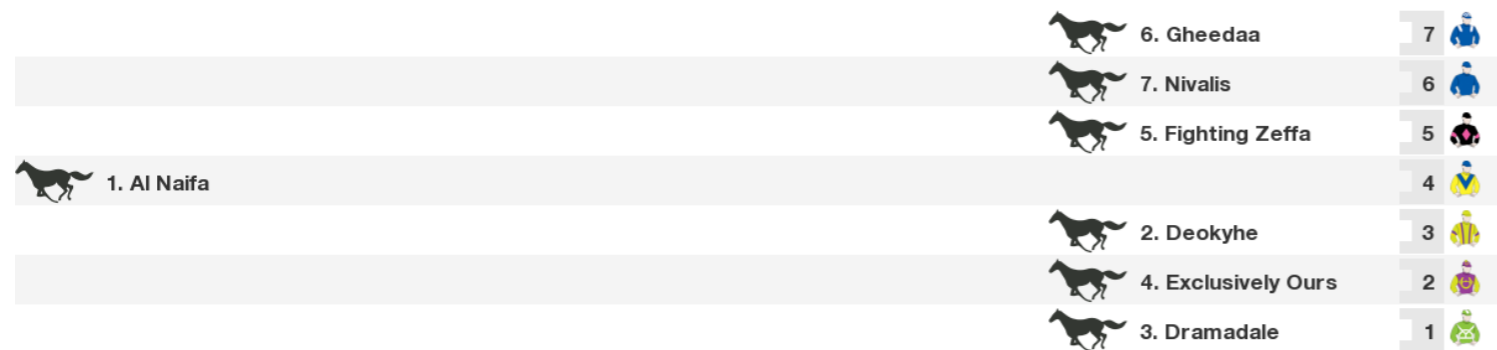 6. Gheedaa 7
7. Nivalis 6
5. Fighting Zeffa 5
1. Al Naifa 4
2. Deokyhe 3
4. Exclusively Ours 2
3. Dramadale 1